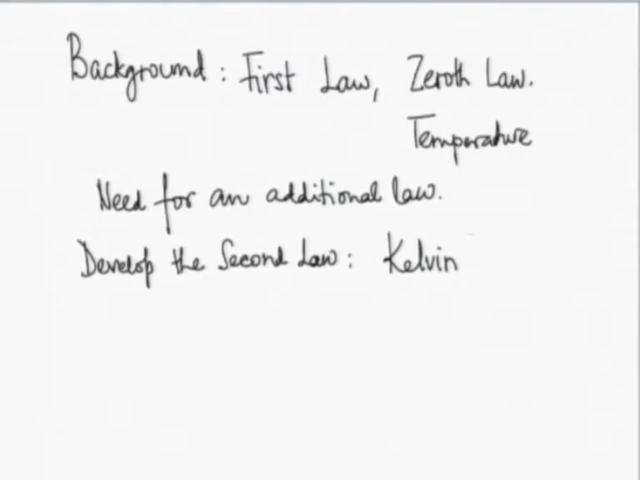 Background: First Law, Zeroth Law.
Temperature
Need for an additional law.
Develop the Second Law: Kelvin